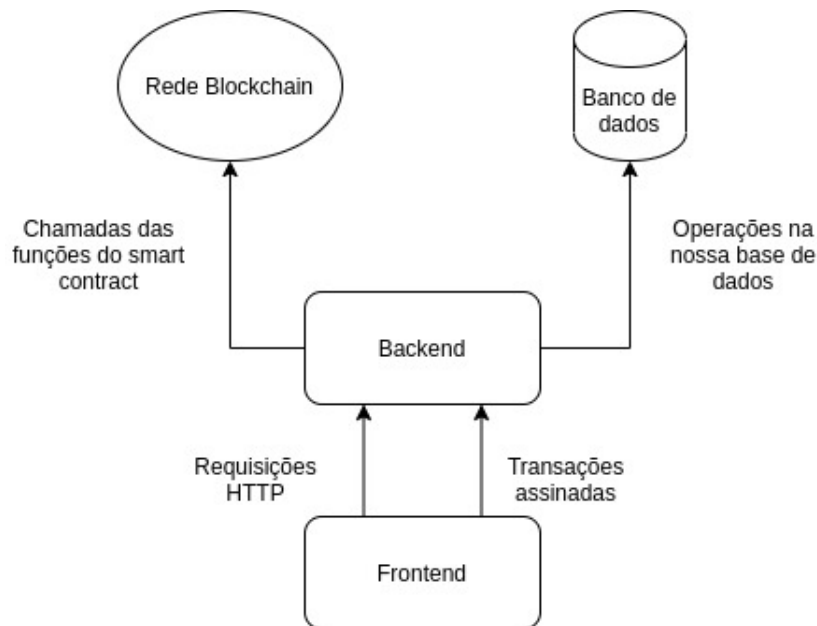 Rede Blockchain
Banco de
dados
Chamadas das
funções do smart
contract
Operações na
nossa base de
dados
Backend
Requisições
HTTP
Transações
assinadas
Frontend